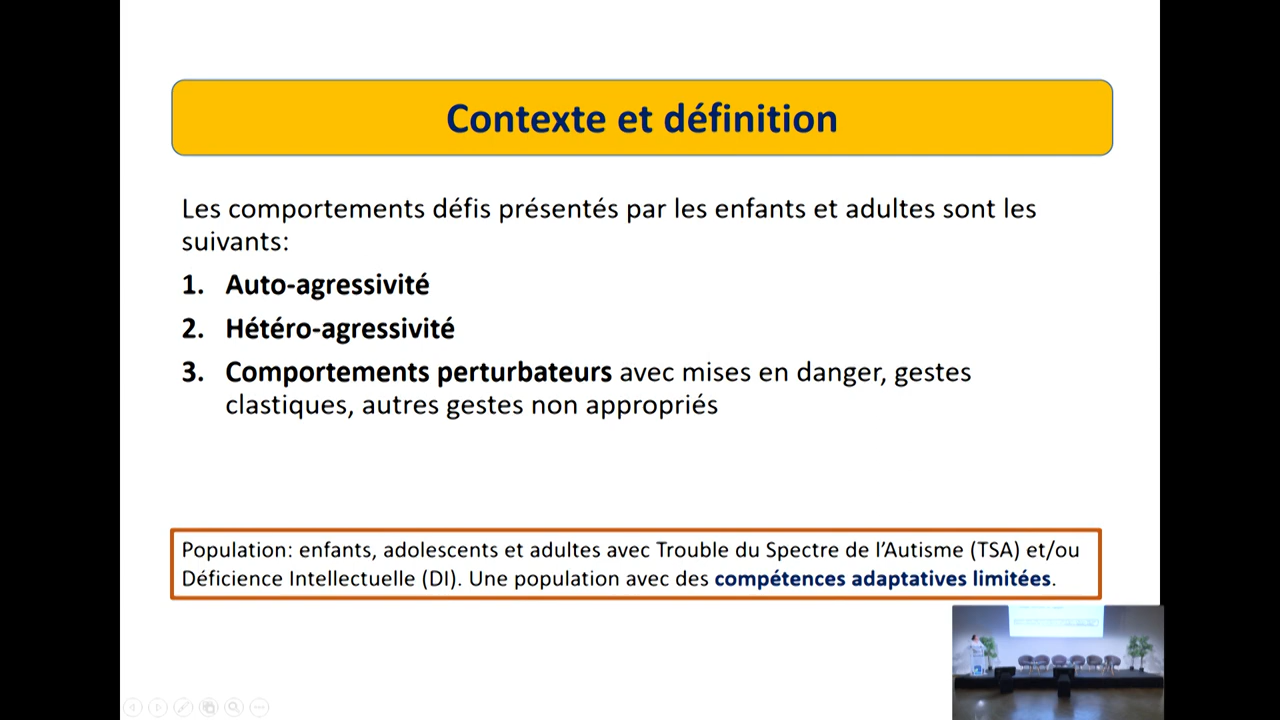 Contexte et définition
Les comportements défis présentés par les enfants et adultes sont les
suivants:
1. Auto-agressivité
2. Hétéro-agressivité
3. Comportements perturbateurs avec mises en danger, gestes
clastiques, autres gestes non appropriés
Population: enfants, adolescents et adultes avec Trouble du Spectre de l’Autisme (TSA) et/ou
Déficience Intellectuelle (DI). Une population avec des compétences adaptatives limitées.